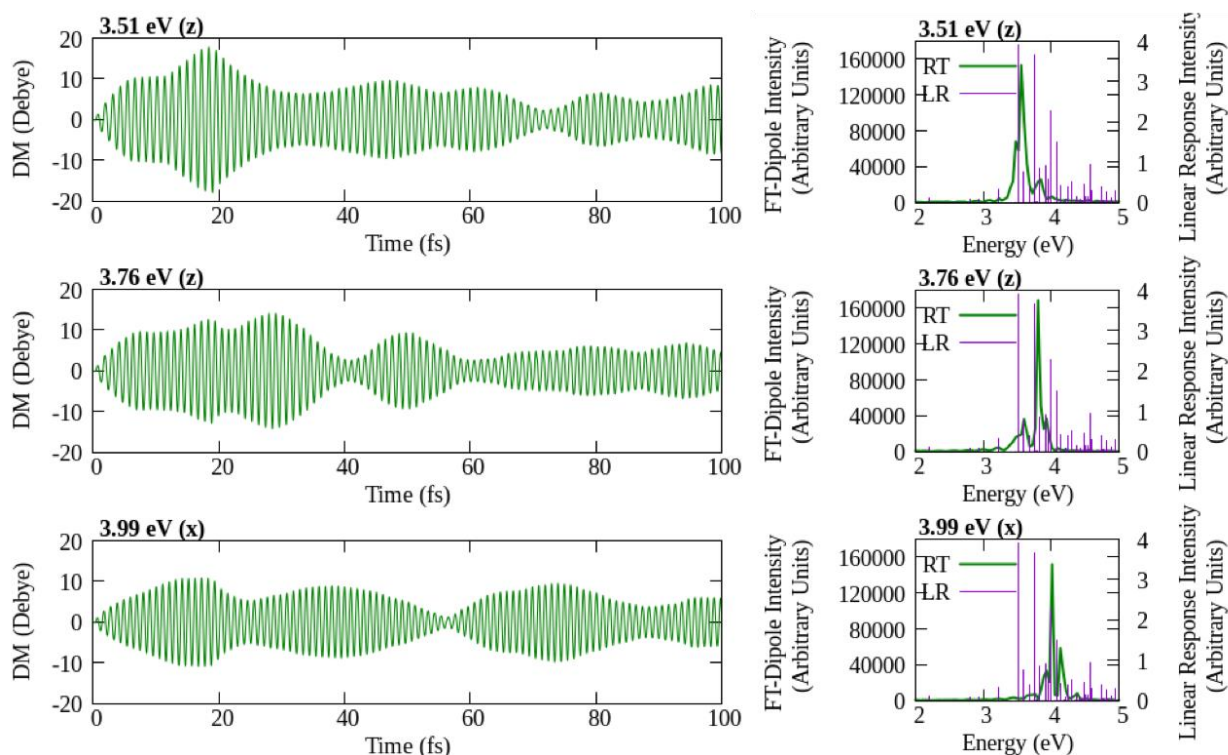 3.51 eV (z)
DM (Debye)
20
10
0
-10
-20
0
20
40
60
80
100
Time (fs)
3.51 eV (z)
FT-Dipole Intensity
(Arbitrary Units)
160000
120000
80000
40000
0
RT
LR
4
3
2
1
0
2
3
4
5
Energy (eV)
Linear Response Intensity
(Arbitrary Units)
3.76 eV (z)
DM (Debye)
20
10
0
-10
-20
0
20
40
60
80
100
Time (fs)
3.76 eV (z)
FT-Dipole Intensity
(Arbitrary Units)
160000
120000
80000
40000
0
RT
LR
4
3
2
1
0
2
3
4
5
Energy (eV)
Linear Response Intensity
(Arbitrary Units)
3.99 eV (x)
DM (Debye)
20
10
0
-10
-20
0
20
40
60
80
100
Time (fs)
3.99 eV (x)
FT-Dipole Intensity
(Arbitrary Units)
160000
120000
80000
40000
0
RT
LR
4
3
2
1
0
2
3
4
5
Energy (eV)
Linear Response Intensity
(Arbitrary Units)